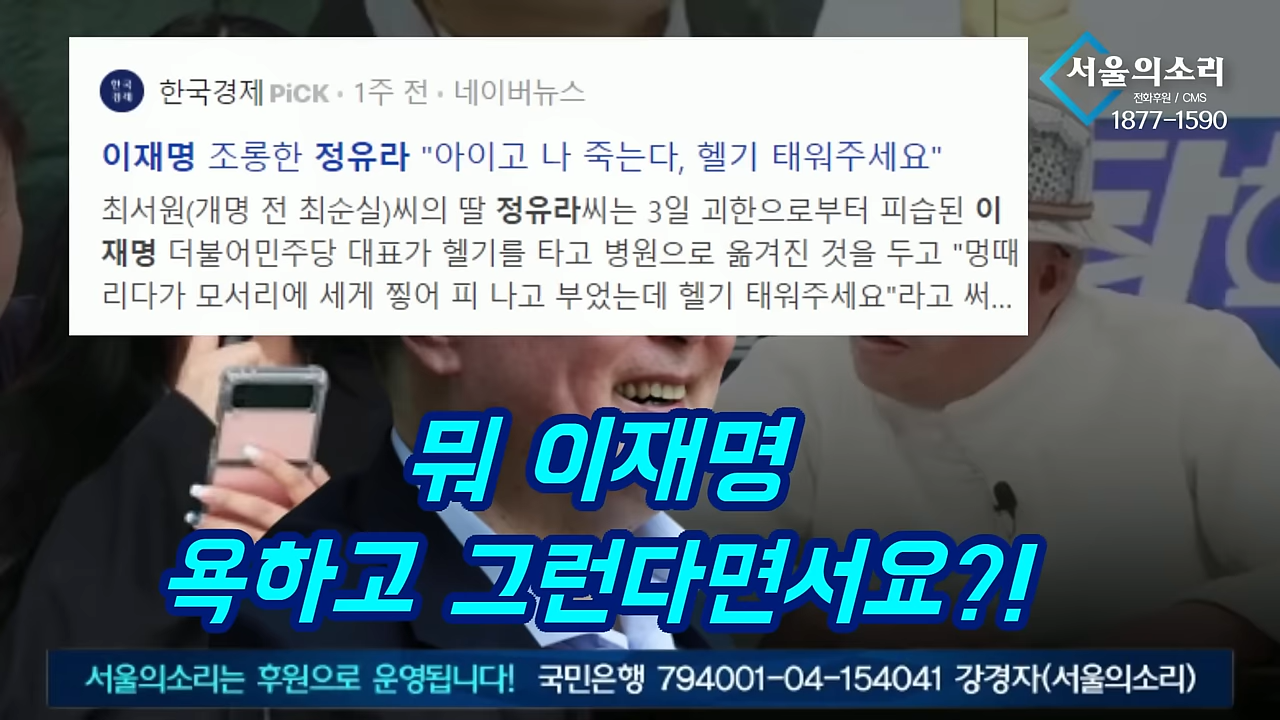 한국
경제
한국경제 PiCK · 1주 전 · 네이버뉴스
이재명 조롱한 정유라 "아이고 나 죽는다, 헬기 태워주세요"
최서원(개명 전 최순실)씨의 딸 정유라씨는 3일 괴한으로부터 피습된 이
재명 더불어민주당 대표가 헬기를 타고 병원으로 옮겨진 것을 두고 "멍때
리다가 모서리에 세게 찧어 피 나고 부었는데 헬기 태워주세요"라고 써...
서울의소리
전화후원 / CMS
1877-1590
뭐 이재명
욕하고 그런다면서요?!
서울의소리는 후원으로 운영됩니다! 국민은행 794001-04-154041 강경자(서울의소리)